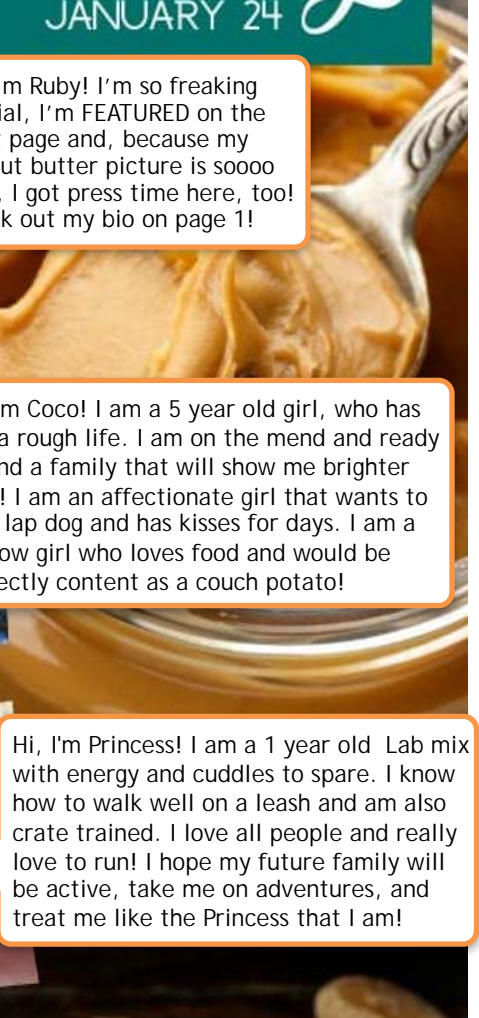 JANUARY 24
m Ruby! I'm so freaking
ial, I'm FEATURED on the
page and, because my
ut butter picture is soooo
, I got press time here, too!
k out my bio on page 1!
m Coco! I am a 5 year old girl, who has
a rough life. I am on the mend and ready
nd a family that will show me brighter
! I am an affectionate girl that wants to
lap dog and has kisses for days. I am a
ow girl who loves food and would be
ectly content as a couch potato!
Hi, I'm Princess! I am a 1 year old Lab mix
with energy and cuddles to spare. I know
how to walk well on a leash and am also
crate trained. I love all people and really
love to run! I hope my future family will
be active, take me on adventures, and
treat me like the Princess that I am!